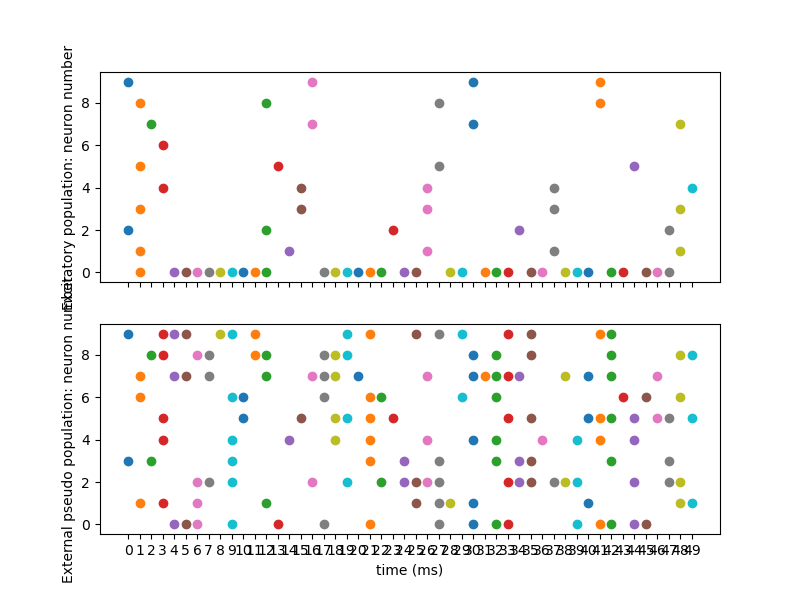 Excitatory population: neuron number
8
6
4
2
0
External pseudo population: neuron number
8
6
4
2
0
0 1 2 3 4 5 6 7 8 9 10 11 12 13 14 15 16 17 18 19 20 21 22 23 24 25 26 27 28 29 30 31 32 33 34 35 36 37 38 39 40 41 42 43 44 45 46 47 48 49
time (ms)